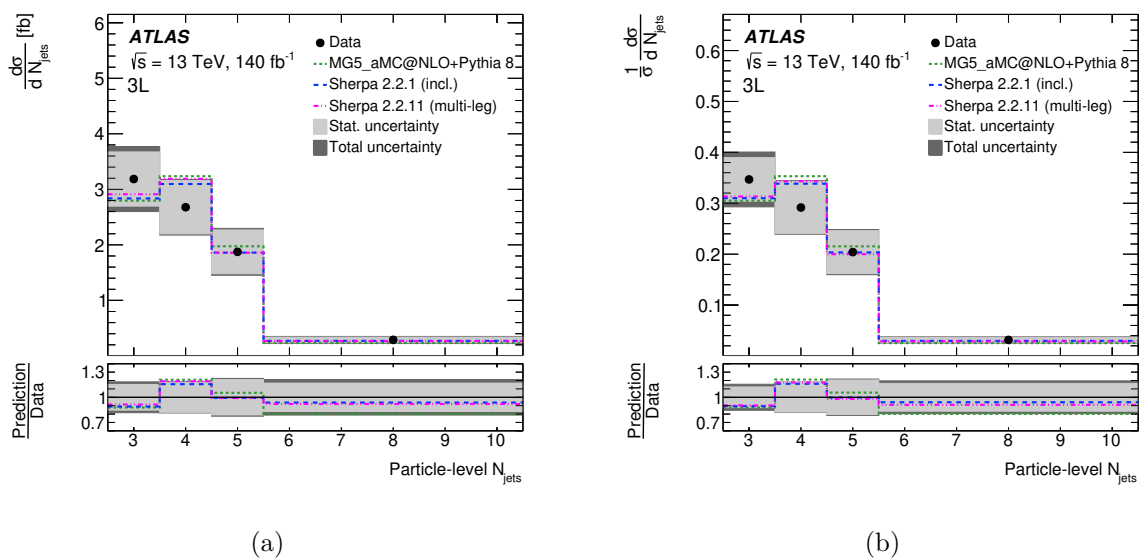 dσ
d N_jets [fb]
6
5
4
3
2
1
ATLAS
√s = 13 TeV, 140 fb⁻¹
3L
Data
MG5_aMC@NLO+Pythia 8
Sherpa 2.2.1 (incl.)
Sherpa 2.2.11 (multi-leg)
Stat. uncertainty
Total uncertainty
Prediction
Data
1.3
1
0.7
3 4 5 6 7 8 9 10
Particle-level N_jets
(a)
1 dσ
σ d N_jets
0.6
0.5
0.4
0.3
0.2
0.1
ATLAS
√s = 13 TeV, 140 fb⁻¹
3L
Data
MG5_aMC@NLO+Pythia 8
Sherpa 2.2.1 (incl.)
Sherpa 2.2.11 (multi-leg)
Stat. uncertainty
Total uncertainty
Prediction
Data
1.3
1
0.7
3 4 5 6 7 8 9 10
Particle-level N_jets
(b)